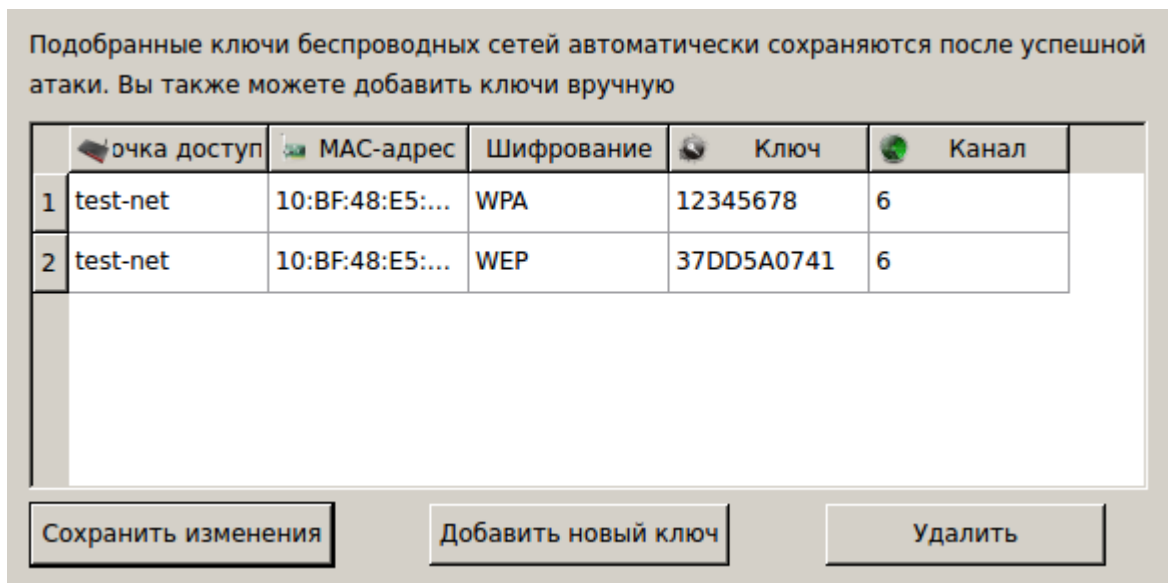 Подобранные ключи беспроводных сетей автоматически сохраняются после успешной
атаки. Вы также можете добавить ключи вручную
очка доступ MAC-адрес Шифрование Ключ Канал
1 test-net 10:BF:48:E5:... WPA 12345678 6
2 test-net 10:BF:48:E5:... WEP 37DD5A0741 6
Сохранить изменения Добавить новый ключ Удалить